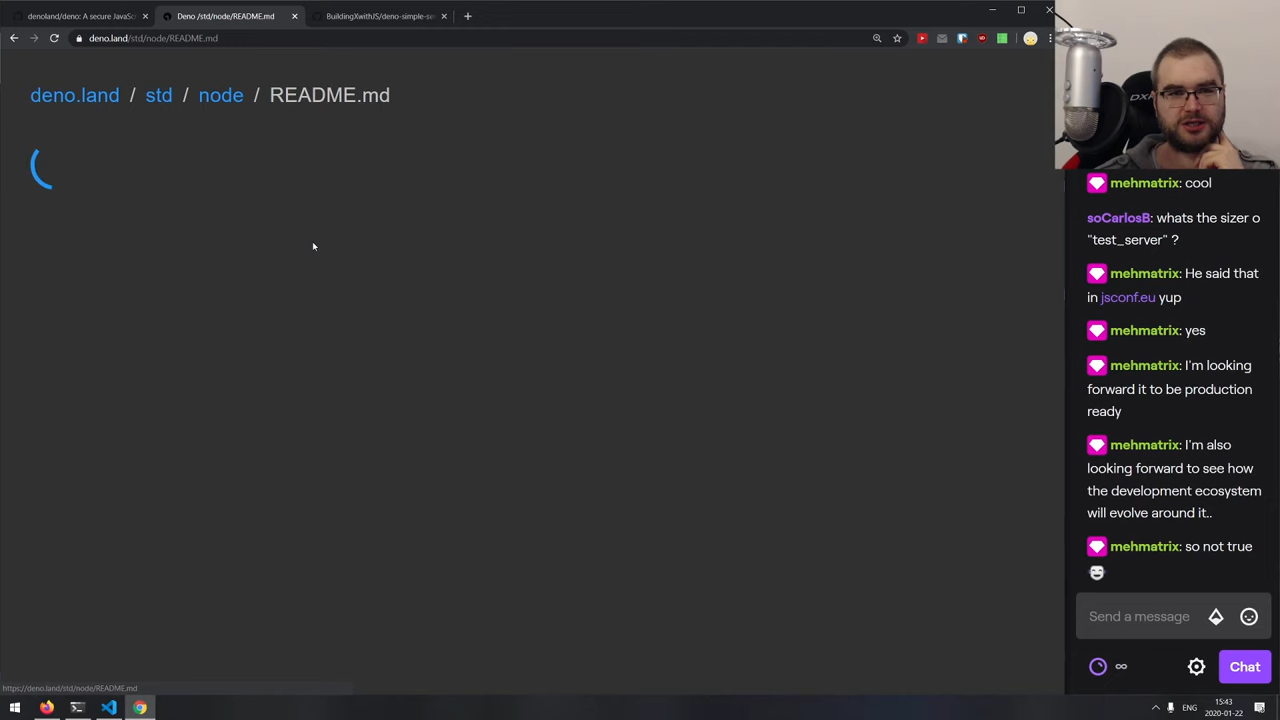 denoland/deno: A secure JavaSc
Deno /std/node/README.md
BuildingXwithJS/deno-simple-se
deno.land/std/node/README.md
deno.land / std / node / README.md
mehmatrix: cool
soCarlosB: whats the sizer o
"test_server" ?
mehmatrix: He said that
in jsconf.eu yup
mehmatrix: yes
mehmatrix: I'm looking
forward it to be production
ready
mehmatrix: I'm also
looking forward to see how
the development ecosystem
will evolve around it..
mehmatrix: so not true
Send a message
Chat
https://deno.land/std/node/README.md
ENG
15:43
2020-01-22